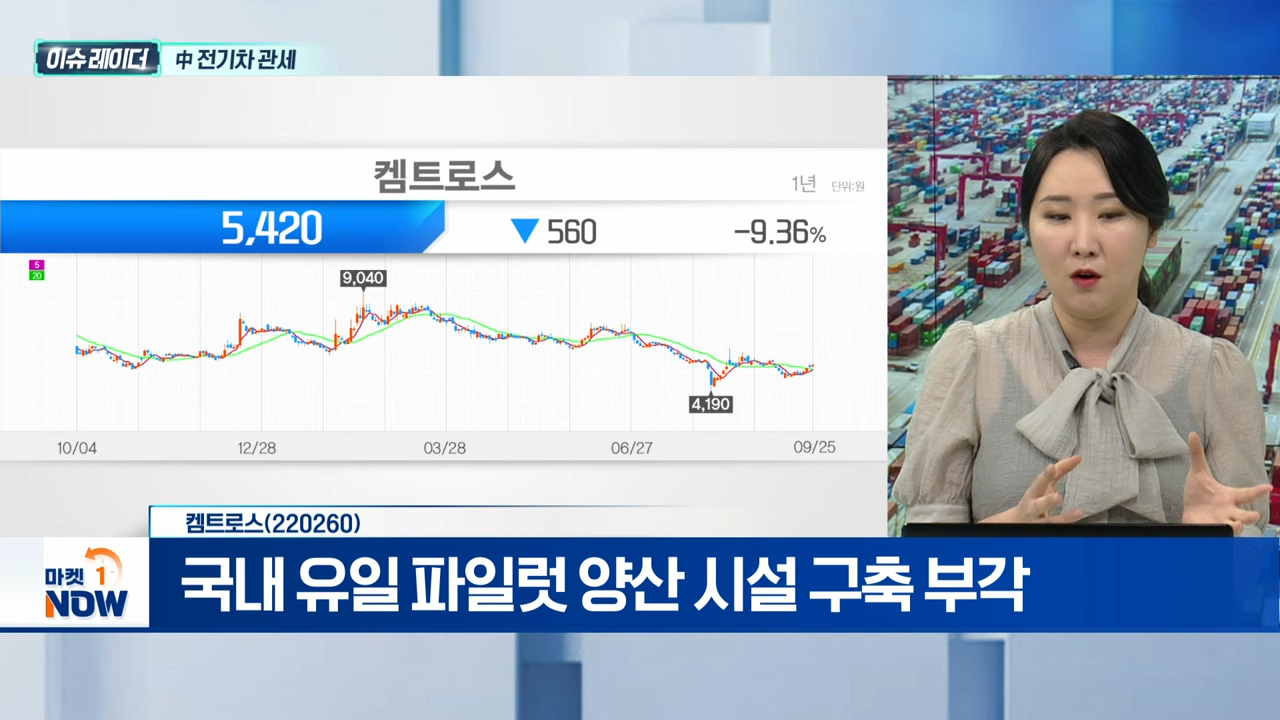 이슈레이더 中 전기차 관세
켐트로스
1년 단위:원
5,420 ▼560 -9.36%
5
20
9,040
4,190
10/04 12/28 03/28 06/27 09/25
켐트로스(220260)
마켓 1
NOW
국내 유일 파일럿 양산 시설 구축 부각